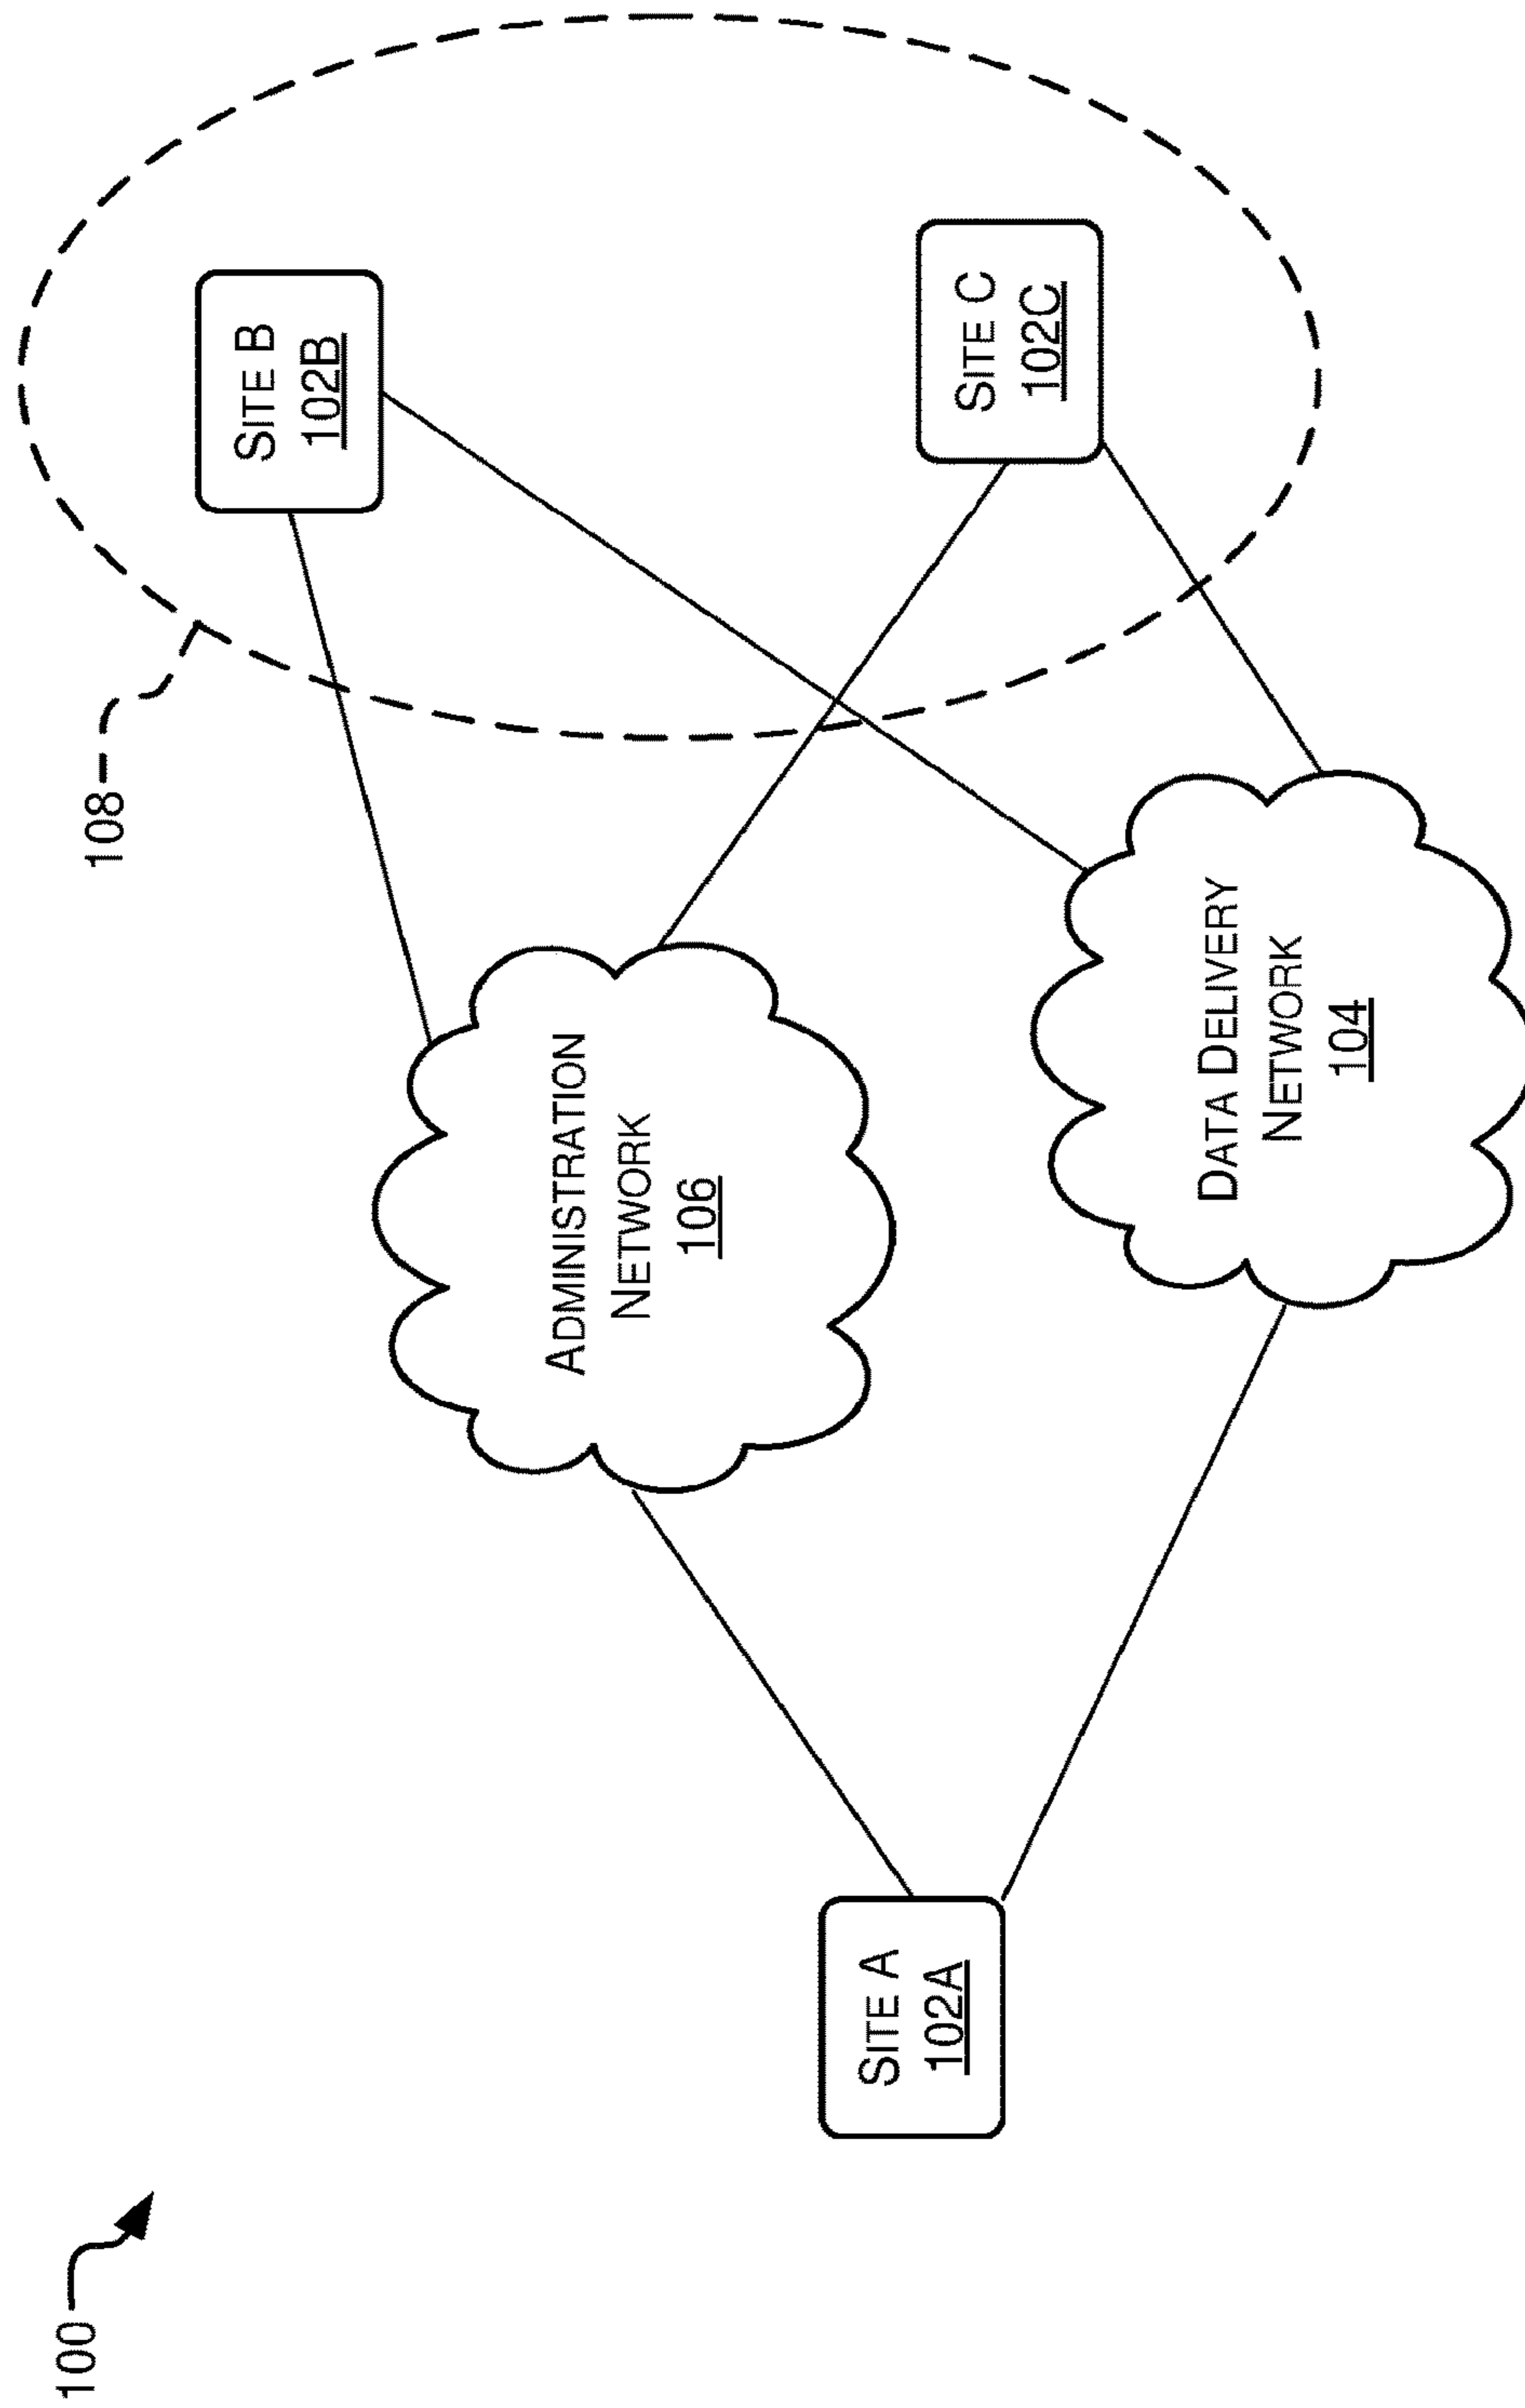 100
108
SITE B
102B
ADMINISTRATION
NETWORK
106
SITE A
102A
SITE C
102C
DATA DELIVERY
NETWORK
104